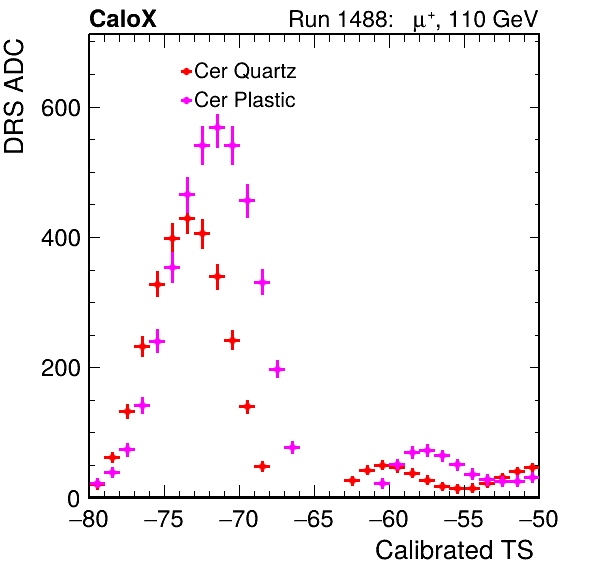 CaloX Run 1488: μ⁺, 110 GeV
DRS ADC
Cer Quartz
Cer Plastic
600
400
200
0
−80 −75 −70 −65 −60 −55 −50
Calibrated TS